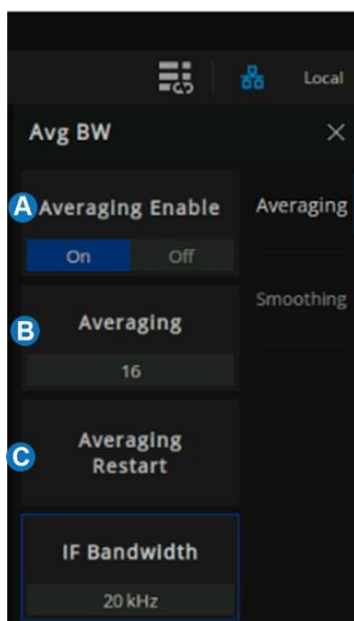 Local
Avg BW
A Averaging Enable
Averaging
On Off
Smoothing
B Averaging
16
C Averaging
Restart
IF Bandwidth
20 kHz